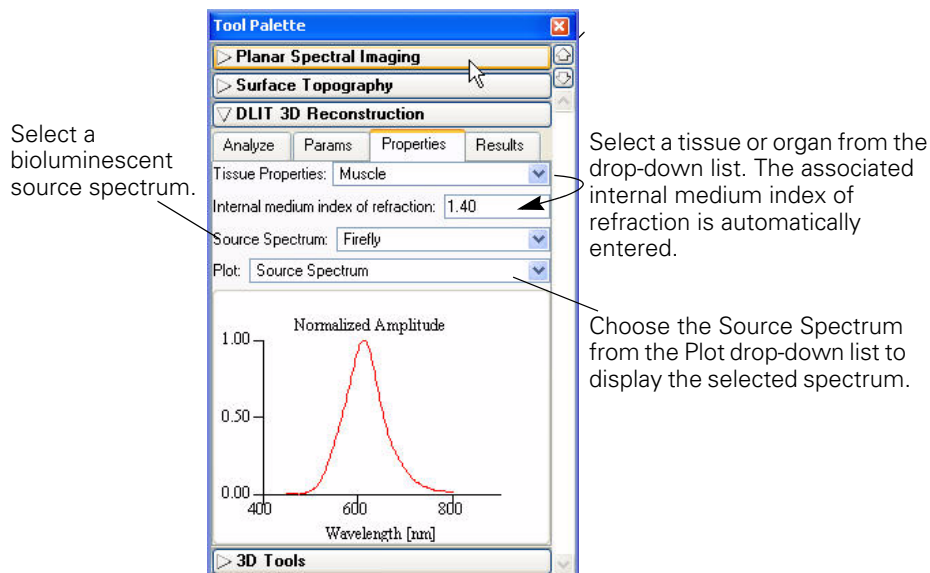 Tool Palette
Planar Spectral Imaging
Surface Topography
DLIT 3D Reconstruction
Analyze Params Properties Results
Tissue Properties: Muscle
Internal medium index of refraction: 1.40
Source Spectrum: Firefly
Plot: Source Spectrum
Normalized Amplitude
1.00
0.50
0.00
400 600 800
Wavelength [nm]
3D Tools
Select a
bioluminescent
source spectrum.
Select a tissue or organ from the
drop-down list. The associated
internal medium index of
refraction is automatically
entered.
Choose the Source Spectrum
from the Plot drop-down list to
display the selected spectrum.